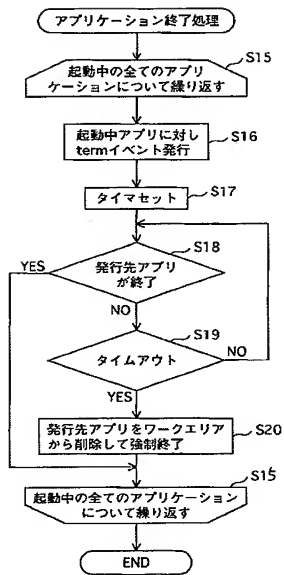 アプリケーション終了処理
S15
起動中の全てのアプリ
ケーションについて繰り返す
S16
起動中アプリに対し
termイベント発行
S17
タイマセット
S18
YES
発行先アプリ
が終了
NO
S19
タイムアウト
NO
YES
S20
発行先アプリをワークエリア
から削除して強制終了
S15'
起動中の全てのアプリケーション
について繰り返す
END